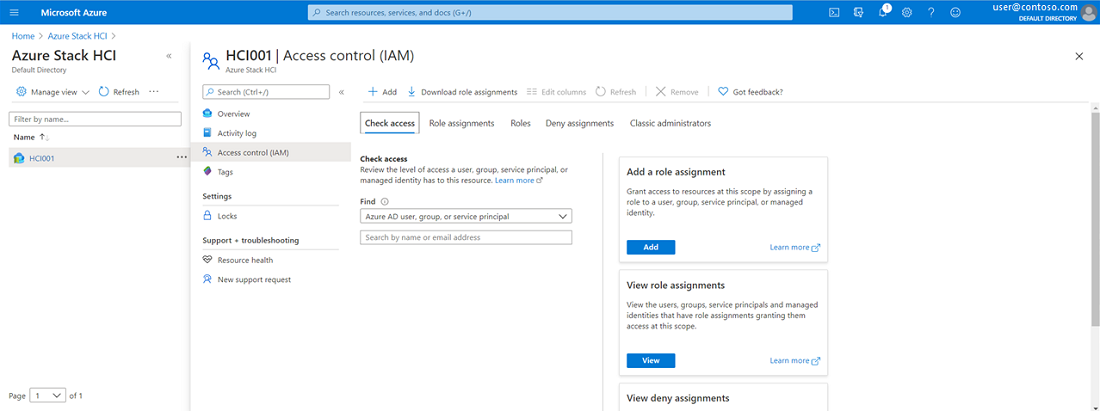 Microsoft Azure
Search resources, services, and docs (G+/)
1
user@contoso.com
DEFAULT DIRECTORY
Home > Azure Stack HCI >
Azure Stack HCI
Default Directory
«
Manage view
Refresh
···
Filter by name...
Name ↑↓
HCI001
···
Page
1
of 1
HCI001 | Access control (IAM)
Azure Stack HCI
Search (Ctrl+/)
«
Overview
Activity log
Access control (IAM)
Tags
Settings
Locks
Support + troubleshooting
Resource health
New support request
Add
Download role assignments
Edit columns
Refresh
Remove
Got feedback?
Check access
Role assignments
Roles
Deny assignments
Classic administrators
Check access
Review the level of access a user, group, service principal, or
managed identity has to this resource. Learn more
Find
Azure AD user, group, or service principal
Search by name or email address
Add a role assignment
Grant access to resources at this scope by assigning a
role to a user, group, service principal, or managed
identity.
Add
Learn more
View role assignments
View the users, groups, service principals and managed
identities that have role assignments granting them
access at this scope.
View
Learn more
View deny assignments